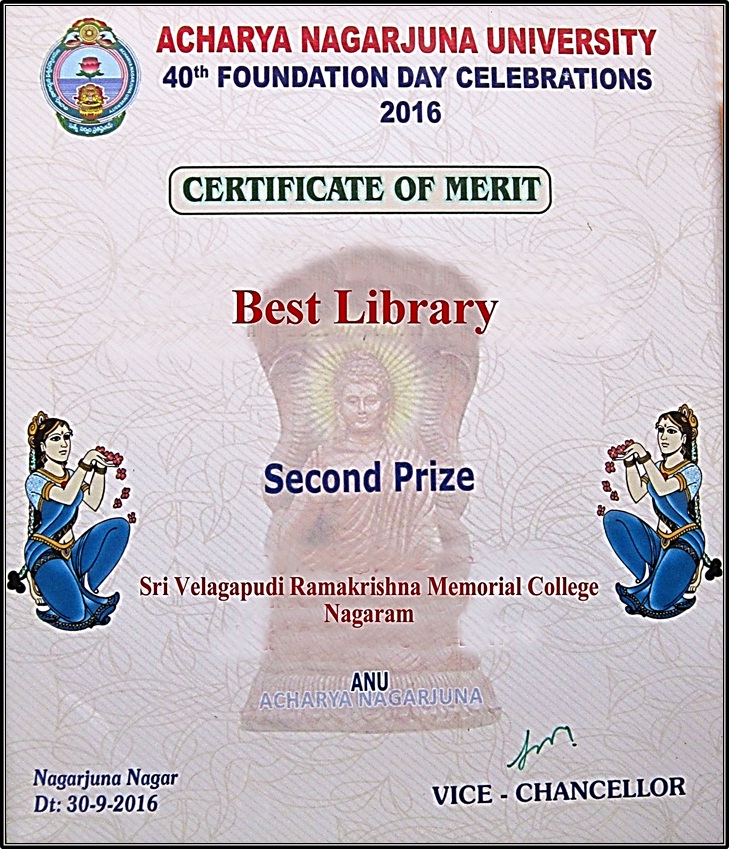 ACHARYA NAGARJUNA UNIVERSITY
40th FOUNDATION DAY CELEBRATIONS
2016
CERTIFICATE OF MERIT
Best Library
Second Prize
Sri Velagapudi Ramakrishna Memorial College
Nagaram
ANU
ACHARYA NAGARJUNA
Nagarjuna Nagar
Dt: 30-9-2016
VICE - CHANCELLOR